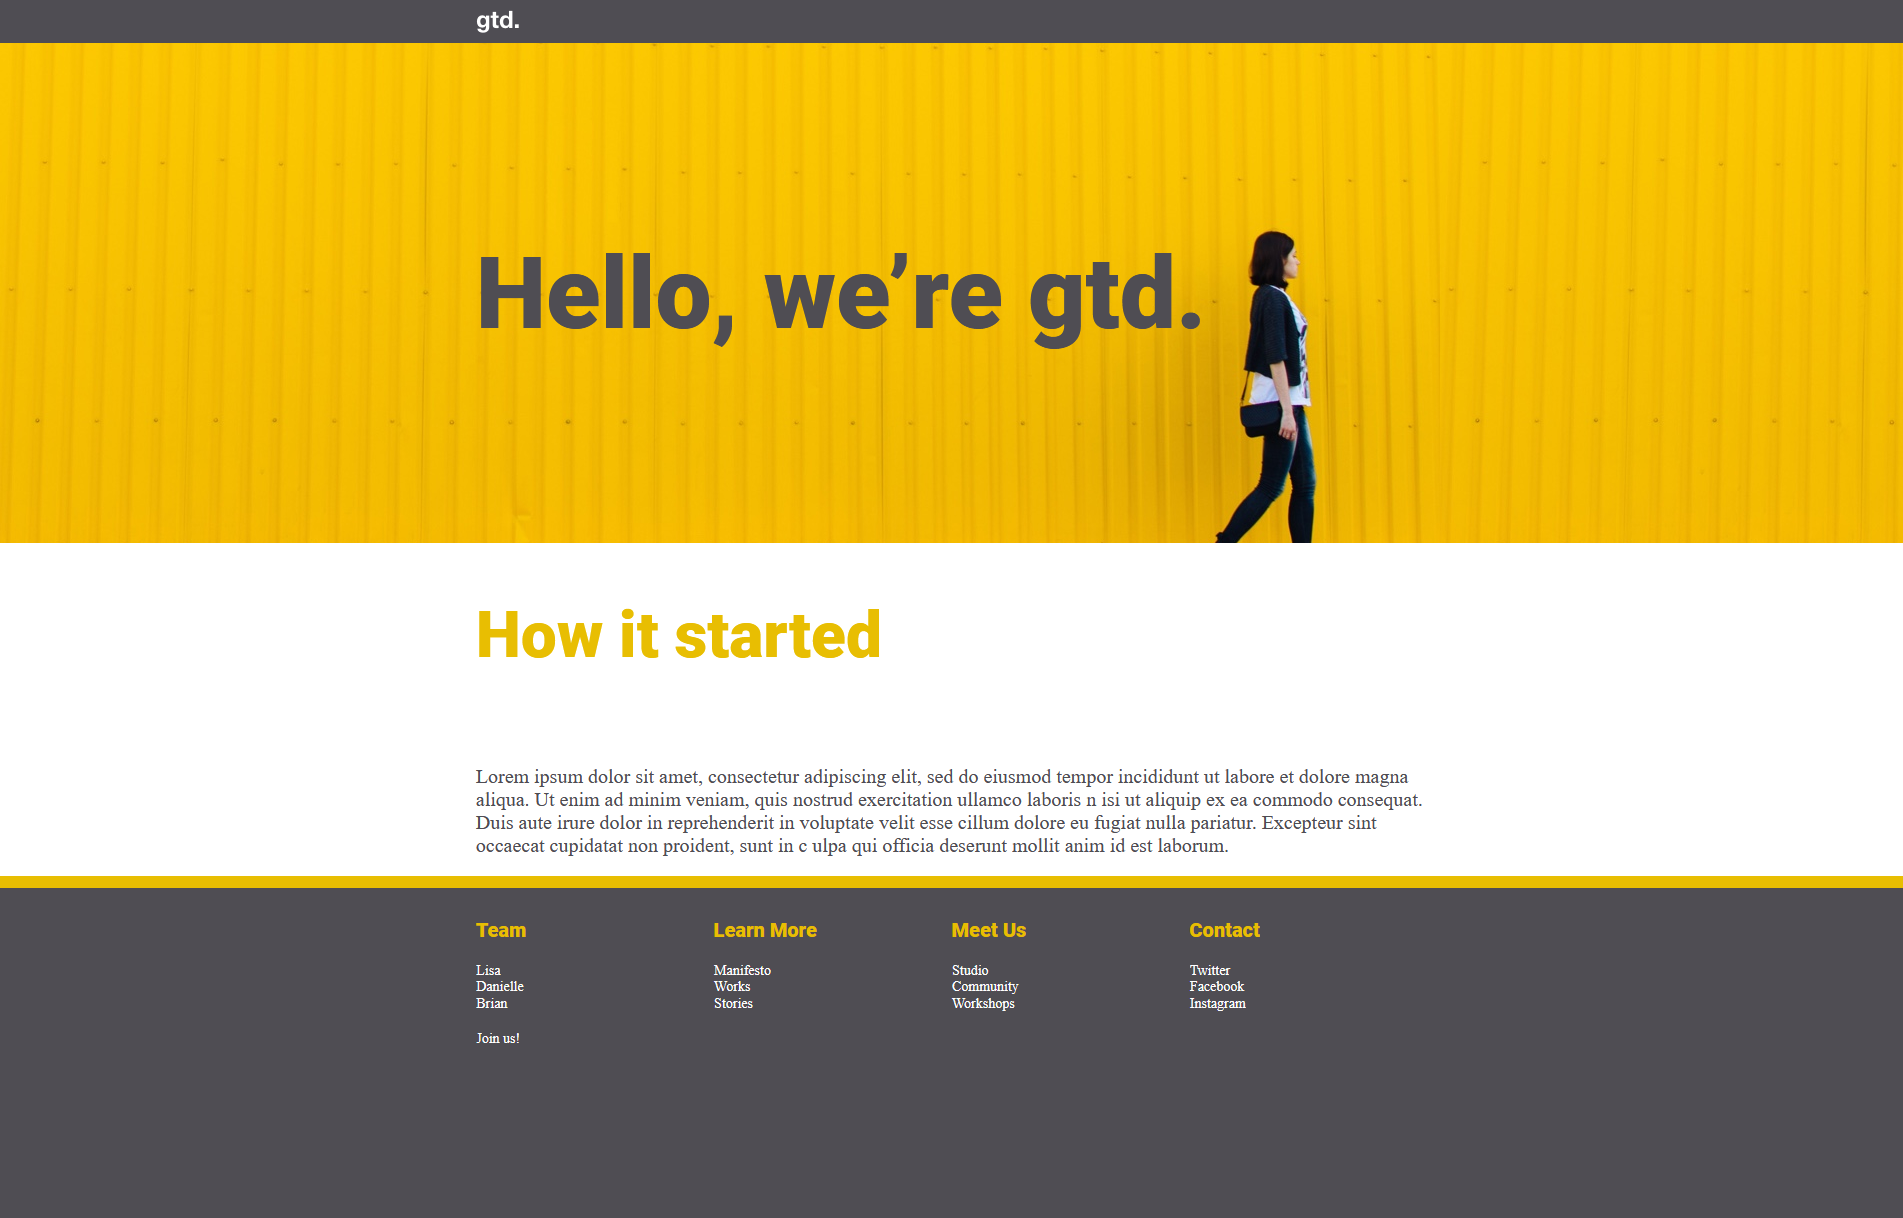 gtd.
Hello, we’re gtd.
How it started
Lorem ipsum dolor sit amet, consectetur adipiscing elit, sed do eiusmod tempor incididunt ut labore et dolore magna
aliqua. Ut enim ad minim veniam, quis nostrud exercitation ullamco laboris n isi ut aliquip ex ea commodo consequat.
Duis aute irure dolor in reprehenderit in voluptate velit esse cillum dolore eu fugiat nulla pariatur. Excepteur sint
occaecat cupidatat non proident, sunt in c ulpa qui officia deserunt mollit anim id est laborum.
Team
Lisa
Danielle
Brian
Join us!
Learn More
Manifesto
Works
Stories
Meet Us
Studio
Community
Workshops
Contact
Twitter
Facebook
Instagram